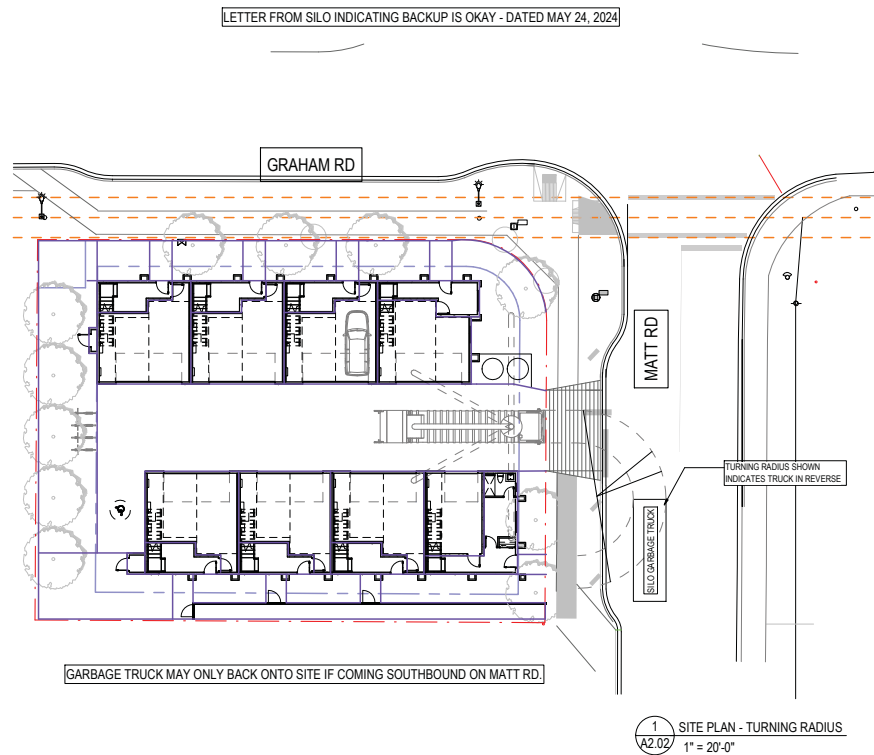 LETTER FROM SILO INDICATING BACKUP IS OKAY - DATED MAY 24, 2024
GRAHAM RD
MATT RD
TURNING RADIUS SHOWN
INDICATES TRUCK IN REVERSE
SILO GARBAGE TRUCK
GARBAGE TRUCK MAY ONLY BACK ONTO SITE IF COMING SOUTHBOUND ON MATT RD.
1
A2.02
SITE PLAN - TURNING RADIUS
1" = 20'-0"